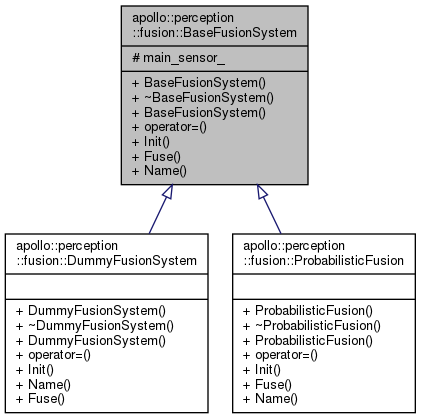 apollo::perception
::fusion::BaseFusionSystem
# main_sensor_
+ BaseFusionSystem()
+ ~BaseFusionSystem()
+ BaseFusionSystem()
+ operator=()
+ Init()
+ Fuse()
+ Name()
apollo::perception
::fusion::DummyFusionSystem
+ DummyFusionSystem()
+ ~DummyFusionSystem()
+ DummyFusionSystem()
+ operator=()
+ Init()
+ Name()
+ Fuse()
apollo::perception
::fusion::ProbabilisticFusion
+ ProbabilisticFusion()
+ ~ProbabilisticFusion()
+ ProbabilisticFusion()
+ operator=()
+ Init()
+ Fuse()
+ Name()